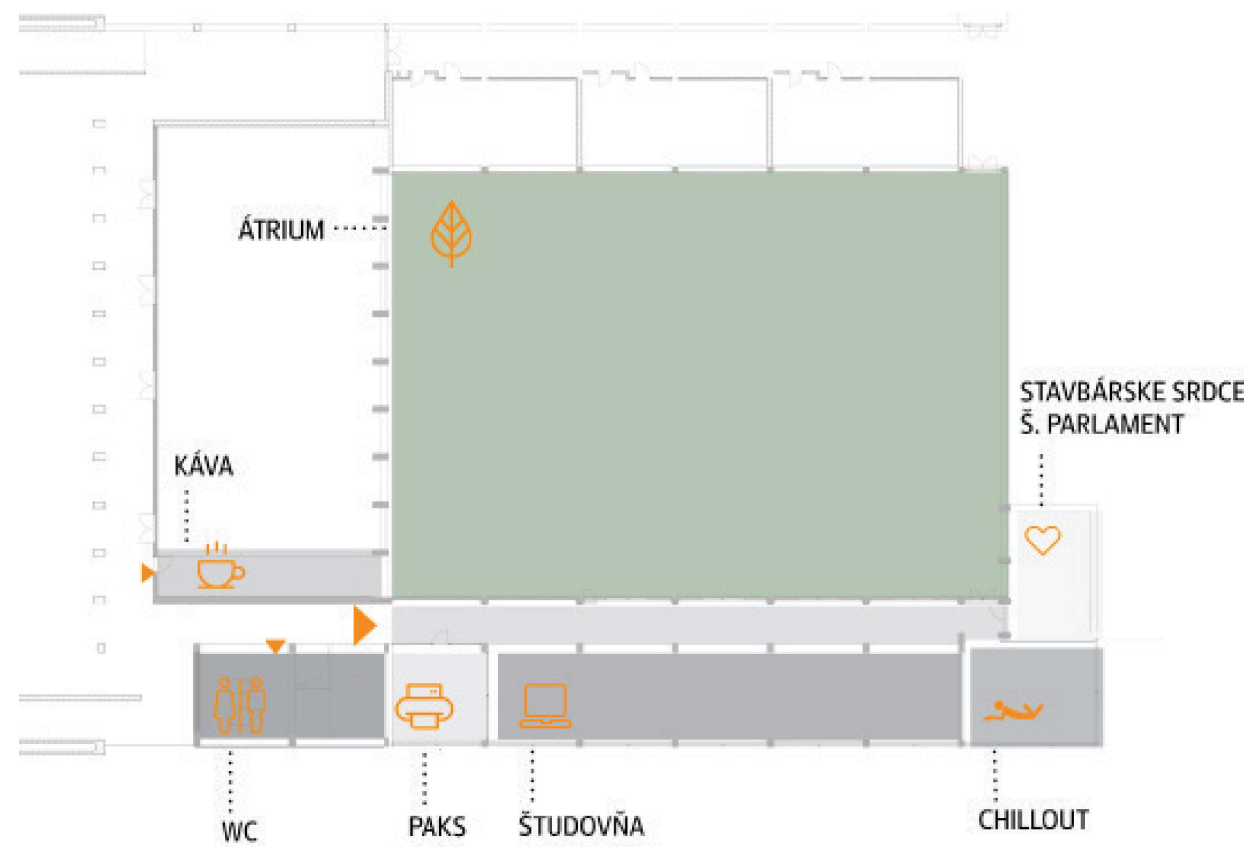 ÁTRIUM
STAVBÁRSKE SRDCE
Š. PARLAMENT
KÁVA
WC
PAKS
ŠTUDOVŇA
CHILLOUT